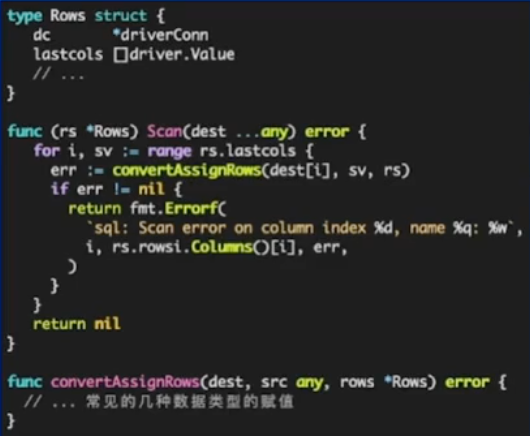 type Rows struct {
   dc       *driverConn
   lastcols []driver.Value
   // ...
}

func (rs *Rows) Scan(dest ...any) error {
   for i, sv := range rs.lastcols {
     err := convertAssignRows(dest[i], sv, rs)
     if err != nil {
       return fmt.Errorf(
         `sql: Scan error on column index %d, name %q: %w`,
         i, rs.rowsi.Columns()[i], err,
       )
     }
   }
   return nil
}

func convertAssignRows(dest, src any, rows *Rows) error {
  // ... 常见的几种数据类型的赋值
}